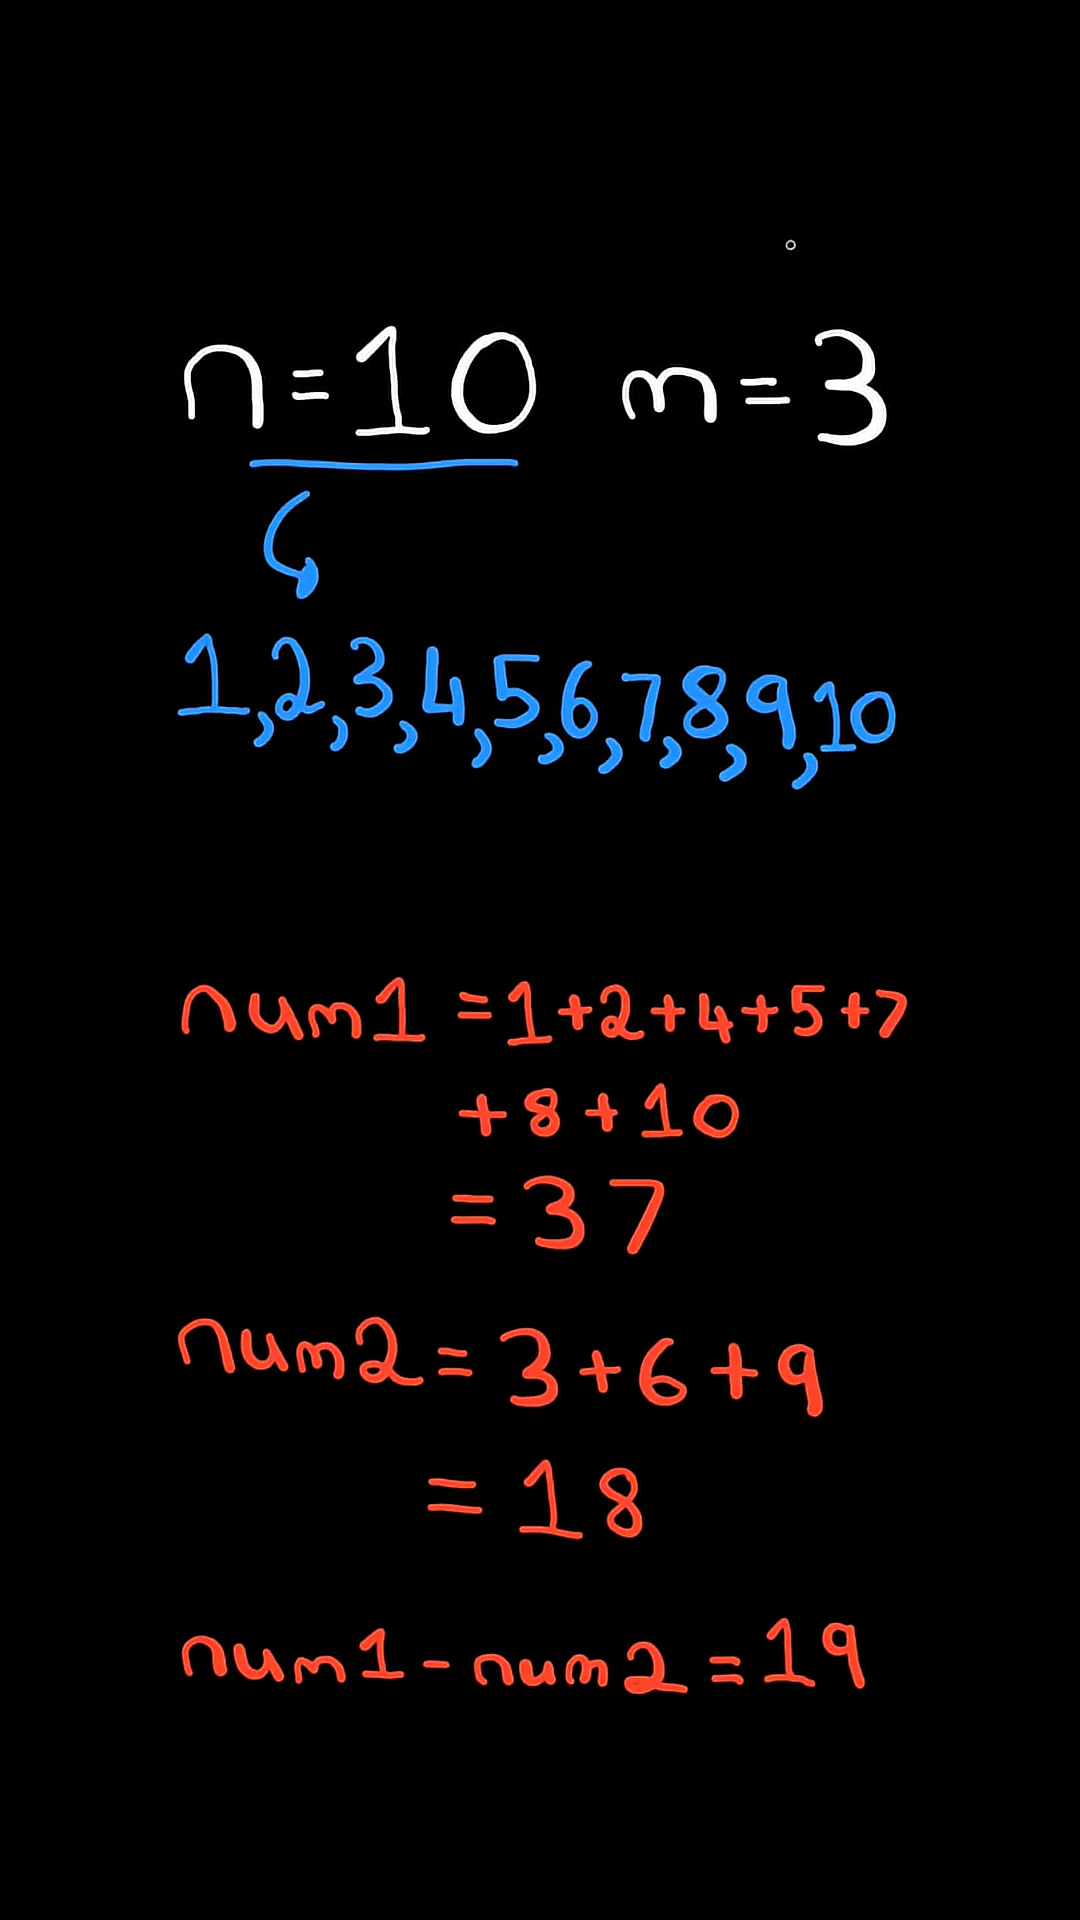 n=10 m=3
1,2,3,4,5,6,7,8,9,10
num1 =1+2+4+5+7
+8+10
=37
num2=3+6+9
=18
num1-num2=19